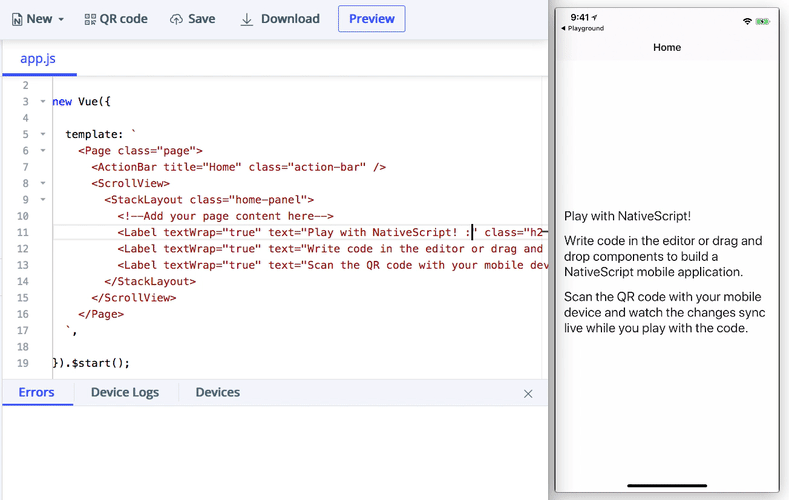 New QR code Save Download Preview
app.js
2
3 new Vue({
4
5 template: `
6 <Page class="page">
7 <ActionBar title="Home" class="action-bar" />
8 <ScrollView>
9 <StackLayout class="home-panel">
10 <!--Add your page content here-->
11 <Label textWrap="true" text="Play with NativeScript! :" class="h2
12 <Label textWrap="true" text="Write code in the editor or drag and
13 <Label textWrap="true" text="Scan the QR code with your mobile dev
14 </StackLayout>
15 </ScrollView>
16 </Page>
17 `,
18
19 }).$start();
Errors Device Logs Devices
9:41
Playground
Home
Play with NativeScript!
Write code in the editor or drag and
drop components to build a
NativeScript mobile application.
Scan the QR code with your mobile
device and watch the changes sync
live while you play with the code.